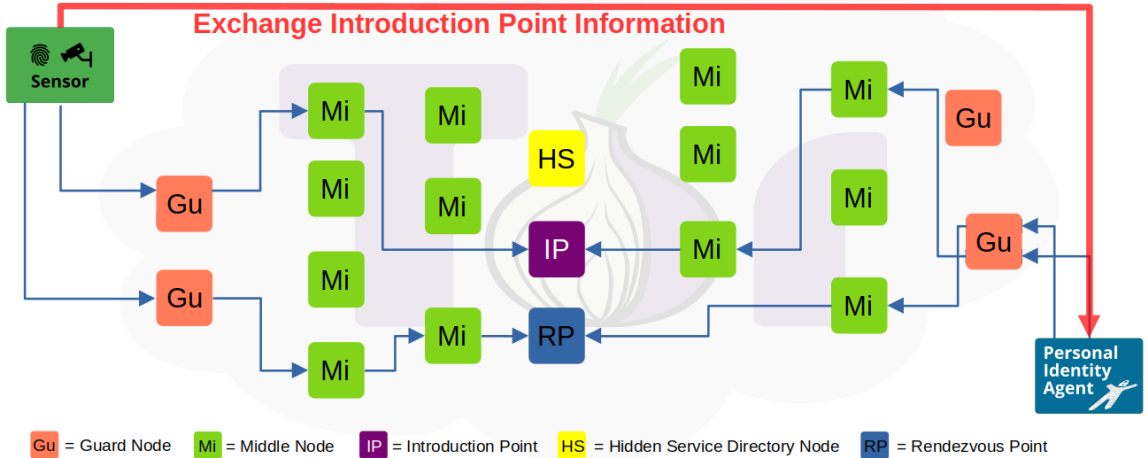 Exchange Introduction Point Information
Sensor
Mi
Mi
Mi
Mi
Gu
HS
Mi
Mi
Mi
Gu
Mi
Mi
IP
Mi
Gu
Mi
Gu
Mi
Mi
RP
Mi
Mi
Personal
Identity
Agent
Gu = Guard Node
Mi = Middle Node
IP = Introduction Point
HS = Hidden Service Directory Node
RP = Rendezvous Point